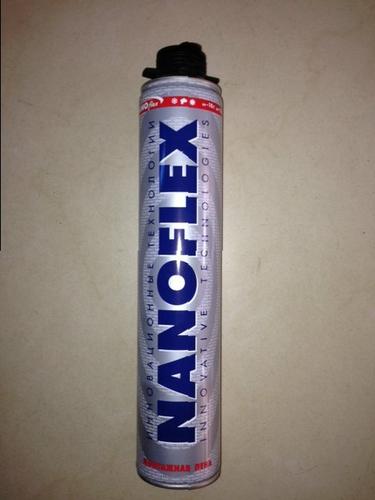 ИННОВАЦИОННЫЕ ТЕХНОЛОГИИ
NANOFLEX
INNOVATIVE TECHNOLOGIES
МОНТАЖНАЯ ПЕНА